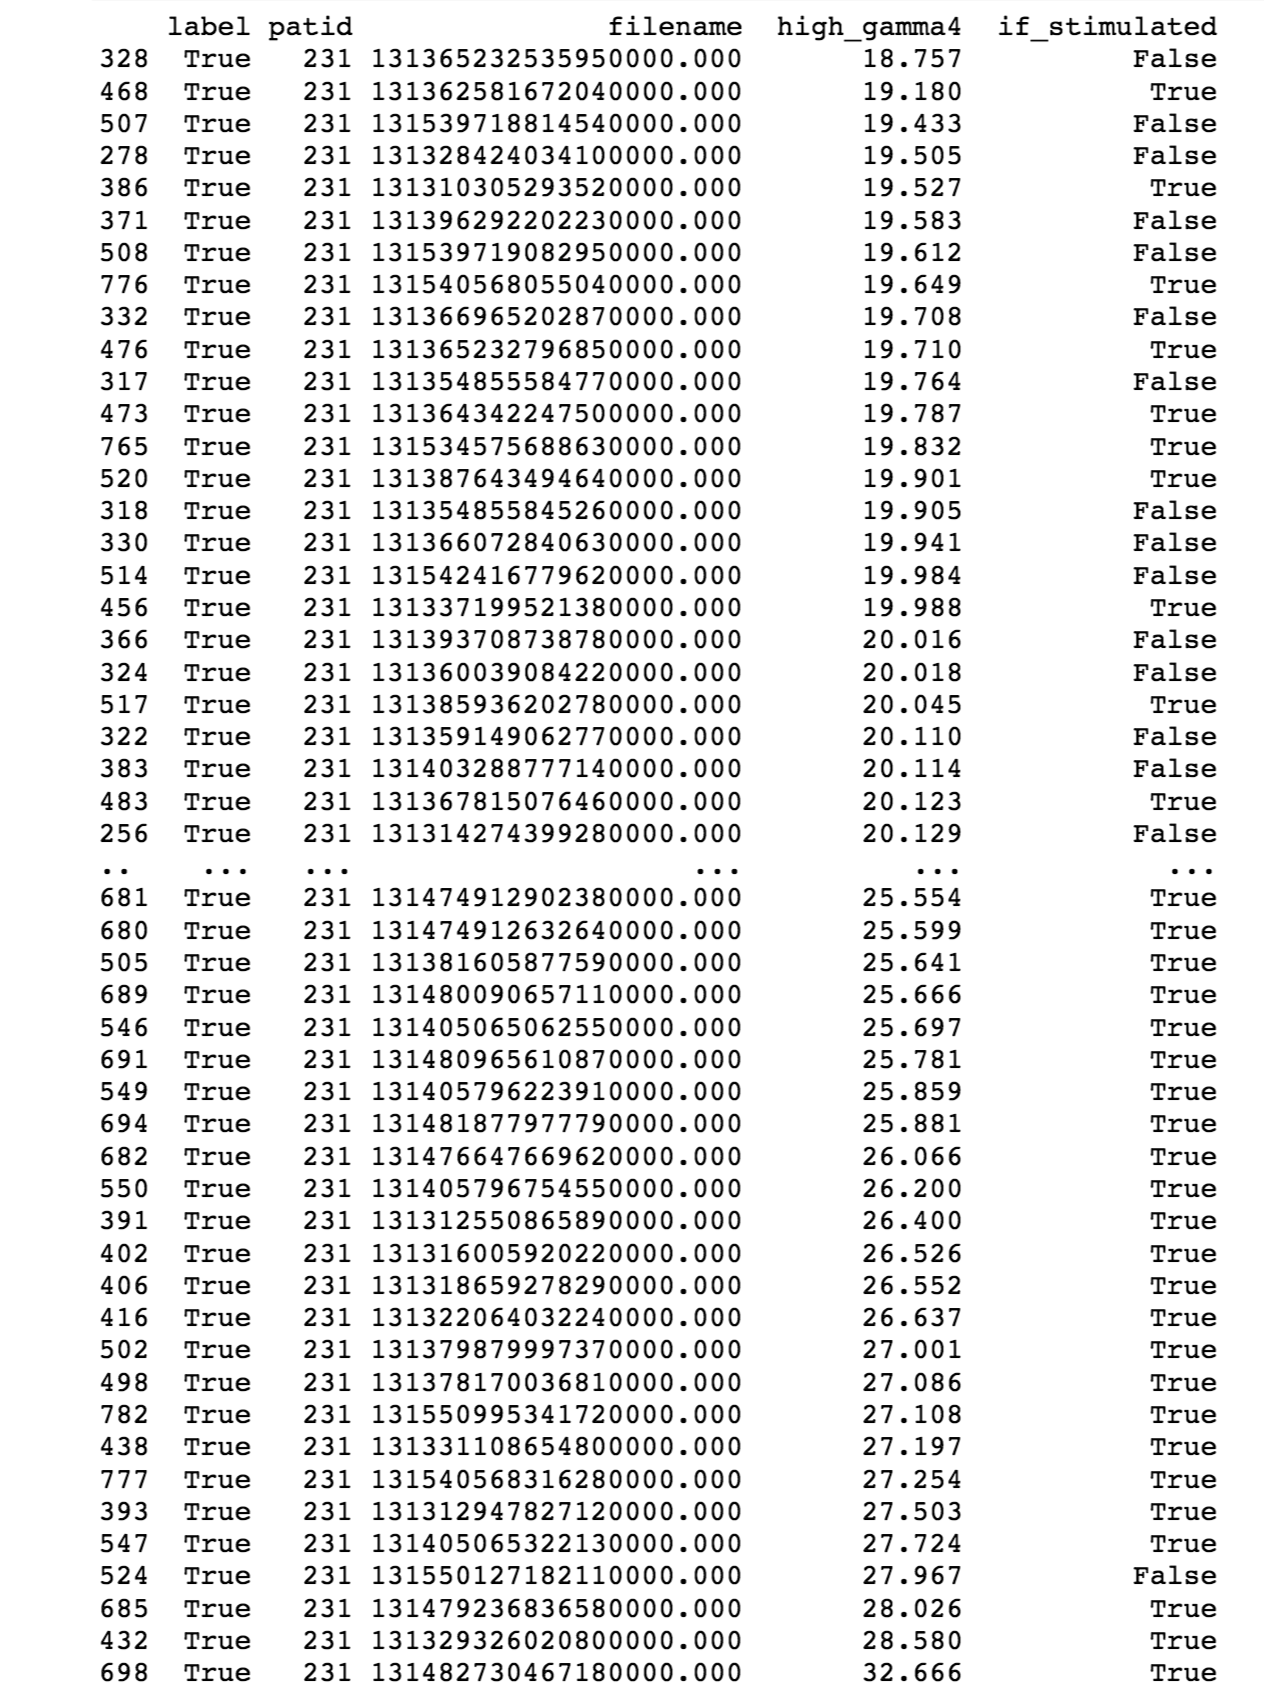 label patid filename high_gamma4 if_stimulated
328 True 231 131365232535950000.000 18.757 False
468 True 231 131362581672040000.000 19.180 True
507 True 231 131539718814540000.000 19.433 False
278 True 231 131328424034100000.000 19.505 False
386 True 231 131310305293520000.000 19.527 True
371 True 231 131396292202230000.000 19.583 False
508 True 231 131539719082950000.000 19.612 False
776 True 231 131540568055040000.000 19.649 True
332 True 231 131366965202870000.000 19.708 False
476 True 231 131365232796850000.000 19.710 True
317 True 231 131354855584770000.000 19.764 False
473 True 231 131364342247500000.000 19.787 True
765 True 231 131534575688630000.000 19.832 True
520 True 231 131387643494640000.000 19.901 True
318 True 231 131354855845260000.000 19.905 False
330 True 231 131366072840630000.000 19.941 False
514 True 231 131542416779620000.000 19.984 False
456 True 231 131337199521380000.000 19.988 True
366 True 231 131393708738780000.000 20.016 False
324 True 231 131360039084220000.000 20.018 False
517 True 231 131385936202780000.000 20.045 True
322 True 231 131359149062770000.000 20.110 False
383 True 231 131403288777140000.000 20.114 False
483 True 231 131367815076460000.000 20.123 True
256 True 231 131314274399280000.000 20.129 False
.. ... ... ... ... ...
681 True 231 131474912902380000.000 25.554 True
680 True 231 131474912632640000.000 25.599 True
505 True 231 131381605877590000.000 25.641 True
689 True 231 131480090657110000.000 25.666 True
546 True 231 131405065062550000.000 25.697 True
691 True 231 131480965610870000.000 25.781 True
549 True 231 131405796223910000.000 25.859 True
694 True 231 131481877977790000.000 25.881 True
682 True 231 131476647669620000.000 26.066 True
550 True 231 131405796754550000.000 26.200 True
391 True 231 131312550865890000.000 26.400 True
402 True 231 131316005920220000.000 26.526 True
406 True 231 131318659278290000.000 26.552 True
416 True 231 131322064032240000.000 26.637 True
502 True 231 131379879997370000.000 27.001 True
498 True 231 131378170036810000.000 27.086 True
782 True 231 131550995341720000.000 27.108 True
438 True 231 131331108654800000.000 27.197 True
777 True 231 131540568316280000.000 27.254 True
393 True 231 131312947827120000.000 27.503 True
547 True 231 131405065322130000.000 27.724 True
524 True 231 131550127182110000.000 27.967 False
685 True 231 131479236836580000.000 28.026 True
432 True 231 131329326020800000.000 28.580 True
698 True 231 131482730467180000.000 32.666 True